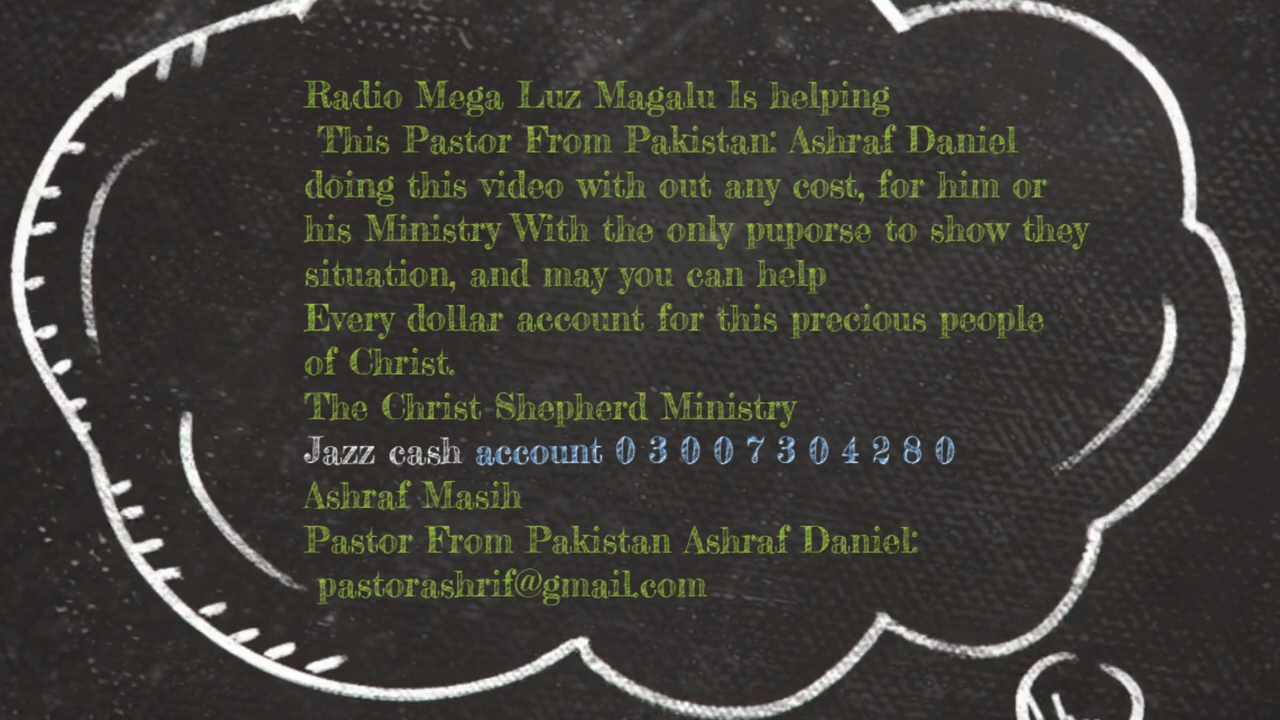 Radio Mega Luz Magalu Is helping
This Pastor From Pakistan: Ashraf Daniel
doing this video with out any cost, for him or
his Ministry With the only puporse to show they
situation, and may you can help
Every dollar account for this precious people
of Christ.
The Christ Shepherd Ministry
Jazz cash account 0 3 0 0 7 3 0 4 2 8 0
Ashraf Masih
Pastor From Pakistan Ashraf Daniel:
pastorashrif@gmail.com